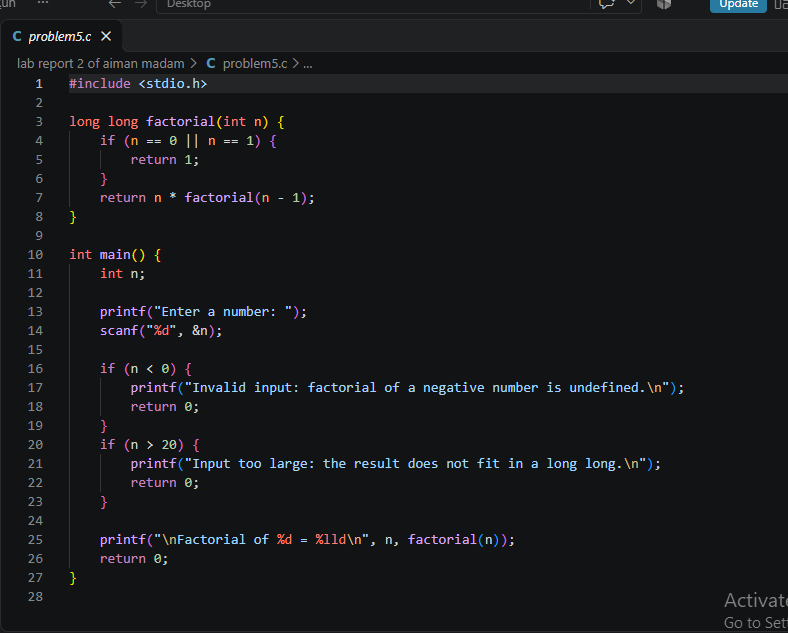 Desktop
Update
C problem5.c ×
lab report 2 of aiman madam > C problem5.c > ...
1 #include <stdio.h>
2
3 long long factorial(int n) {
4     if (n == 0 || n == 1) {
5         return 1;
6     }
7     return n * factorial(n - 1);
8 }
9
10 int main() {
11     int n;
12
13     printf("Enter a number: ");
14     scanf("%d", &n);
15
16     if (n < 0) {
17         printf("Invalid input: factorial of a negative number is undefined.\n");
18         return 0;
19     }
20     if (n > 20) {
21         printf("Input too large: the result does not fit in a long long.\n");
22         return 0;
23     }
24
25     printf("\nFactorial of %d = %lld\n", n, factorial(n));
26     return 0;
27 }
28
Activate
Go to Sett